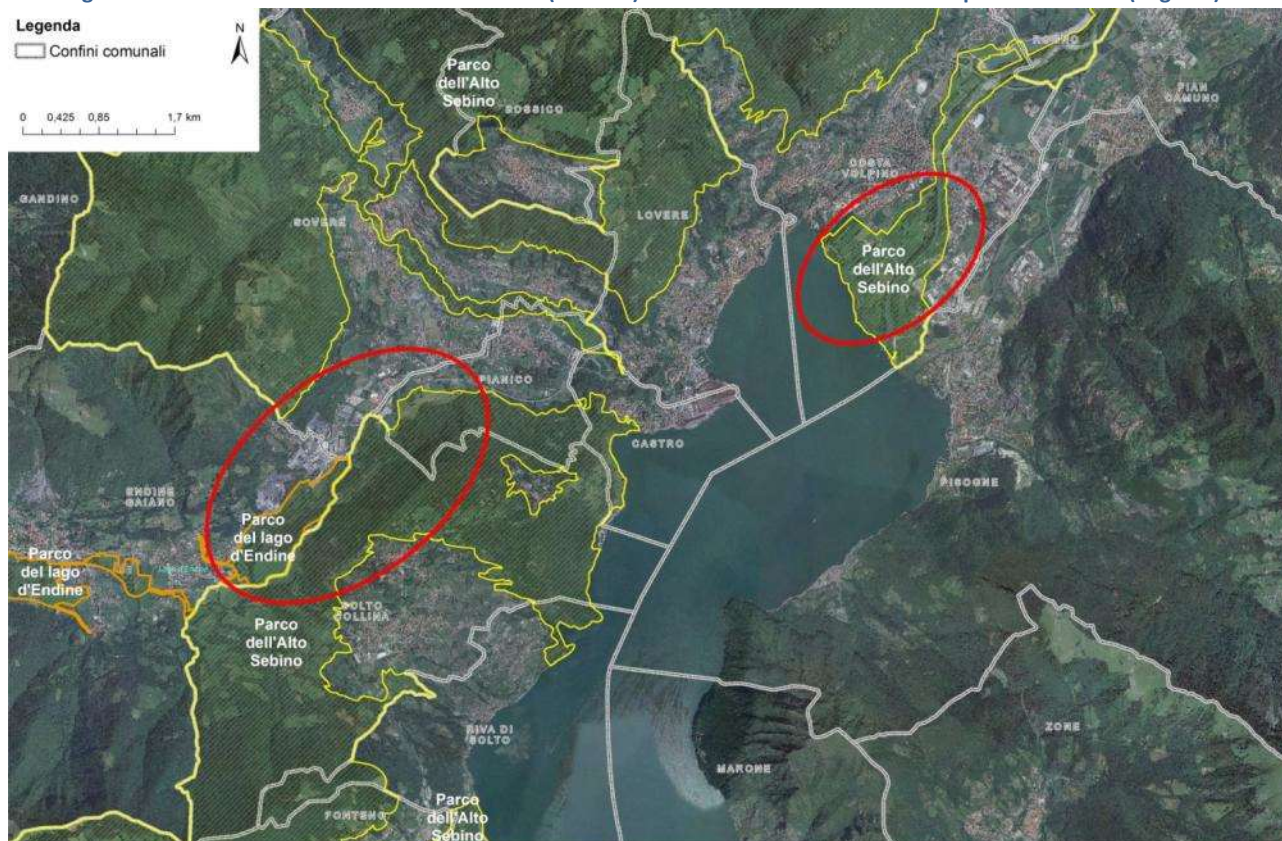 Legenda
Confini comunali
N
0 0,425 0,85 1,7 km
Parco
dell'Alto
Sebino
BOSSICO
ROGNO
PIAN
CAMUNO
COSTA
VOLPINO
GANDINO
SOVERE
LOVERE
Parco
dell'Alto
Sebino
PIANICO
CASTRO
PISOGNE
ENDINE
GAIANO
Parco
del lago
d'Endine
Parco
del lago
d'Endine
SOLTO
COLLINA
Parco
dell'Alto
Sebino
RIVA DI
SOLTO
ZONE
MARONE
FONTENO
Parco
dell'Alto
Sebino